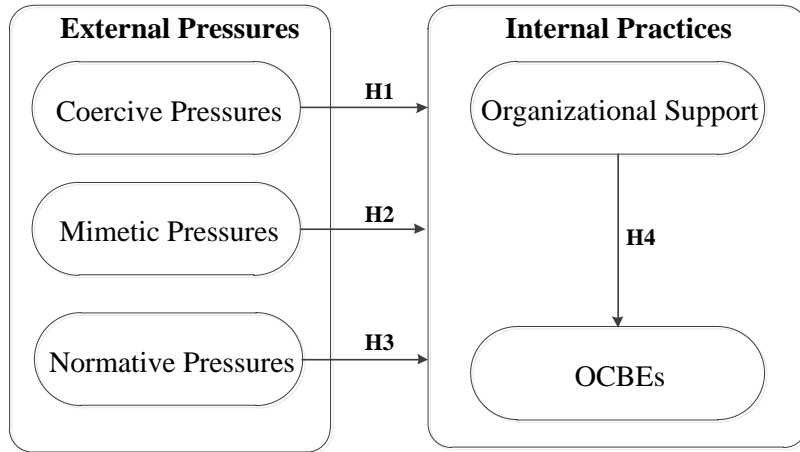 External Pressures
Coercive Pressures
Mimetic Pressures
Normative Pressures
H1
H2
H3
Internal Practices
Organizational Support
H4
OCBEs